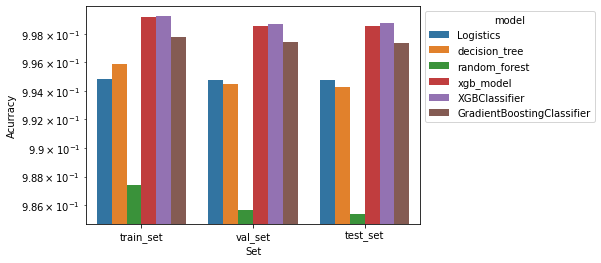 Acurracy
9.98 × 10⁻¹
9.96 × 10⁻¹
9.94 × 10⁻¹
9.92 × 10⁻¹
9.9 × 10⁻¹
9.88 × 10⁻¹
9.86 × 10⁻¹
train_set
val_set
test_set
Set
model
Logistics
decision_tree
random_forest
xgb_model
XGBClassifier
GradientBoostingClassifier